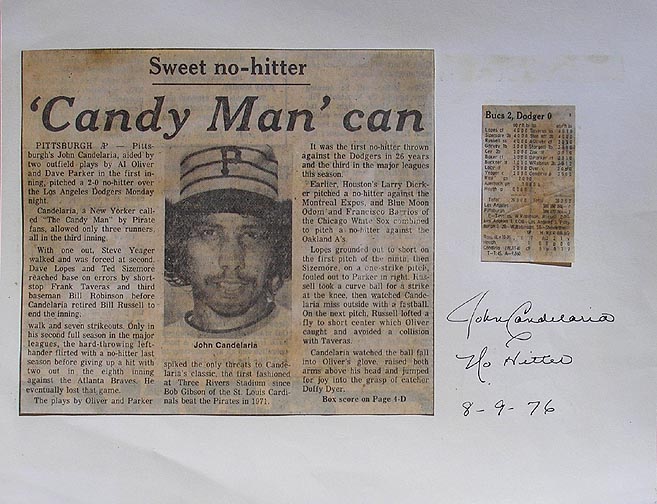 Sweet no-hitter
'Candy Man' can
PITTSBURGH AP — Pitts-
burgh's John Candelaria, aided by
two outfield plays by Al Oliver
and Dave Parker in the first in-
ning, pitched a 2-0 no-hitter over
the Los Angeles Dodgers Monday
night.
Candelaria, a New Yorker call-
ed "The Candy Man" by Pirate
fans, allowed only three runners,
all in the third inning.
With one out, Steve Yeager
walked and was forced at second.
Dave Lopes and Ted Sizemore
reached base on errors by short-
stop Frank Taveras and third
baseman Bill Robinson before
Candelaria retired Bill Russell to
end the inning.
walk and seven strikeouts. Only in
his second full season in the major
leagues, the hard-throwing left-
hander flirted with a no-hitter last
season before giving up a hit with
two out in the eighth inning
against the Atlanta Braves. He
eventually lost that game.
The plays by Oliver and Parker
P
John Candelaria
spiked the only threats to Cande-
laria's classic, the first fashioned
at Three Rivers Stadium since
Bob Gibson of the St. Louis Cardi-
nals beat the Pirates in 1971.
It was the first no-hitter thrown
against the Dodgers in 26 years
and the third in the major leagues
this season.
Earlier, Houston's Larry Dierk-
er pitched a no-hitter against the
Montreal Expos, and Blue Moon
Odom and Francisco Barrios of
the Chicago White Sox combined
to pitch a no-hitter against the
Oakland A's.
Lopes grounded out to short on
the first pitch of the ninth, then
Sizemore, on a one-strike pitch,
fouled out to Parker in right. Rus-
sell took a curve ball for a strike
at the knee, then watched Cande-
laria miss outside with a fastball.
On the next pitch, Russell lofted a
fly to short center which Oliver
caught and avoided a collision
with Taveras.
Candelaria watched the ball fall
into Oliver's glove, raised both
arms above his head and jumped
for joy into the grasp of catcher
Duffy Dyer.
Box score on Page 4-D
Bucs 2, Dodger 0
John Candelaria
No Hitter
8-9-76